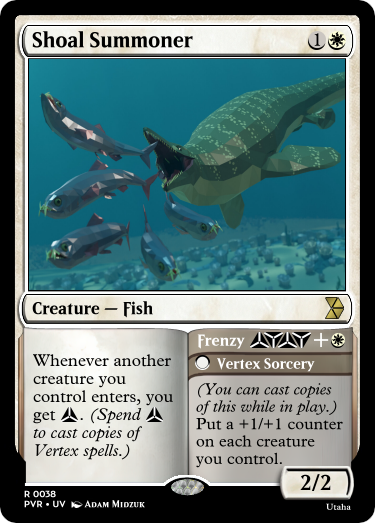 Shoal Summoner 1
Creature — Fish
Whenever another
creature you
control enters, you
get . (Spend
to cast copies of
Vertex spells.)
Frenzy +
Vertex Sorcery
(You can cast copies
of this while in play.)
Put a +1/+1 counter
on each creature
you control.
2/2
R 0038
PVR • UV Adam Midzuk
Utaha